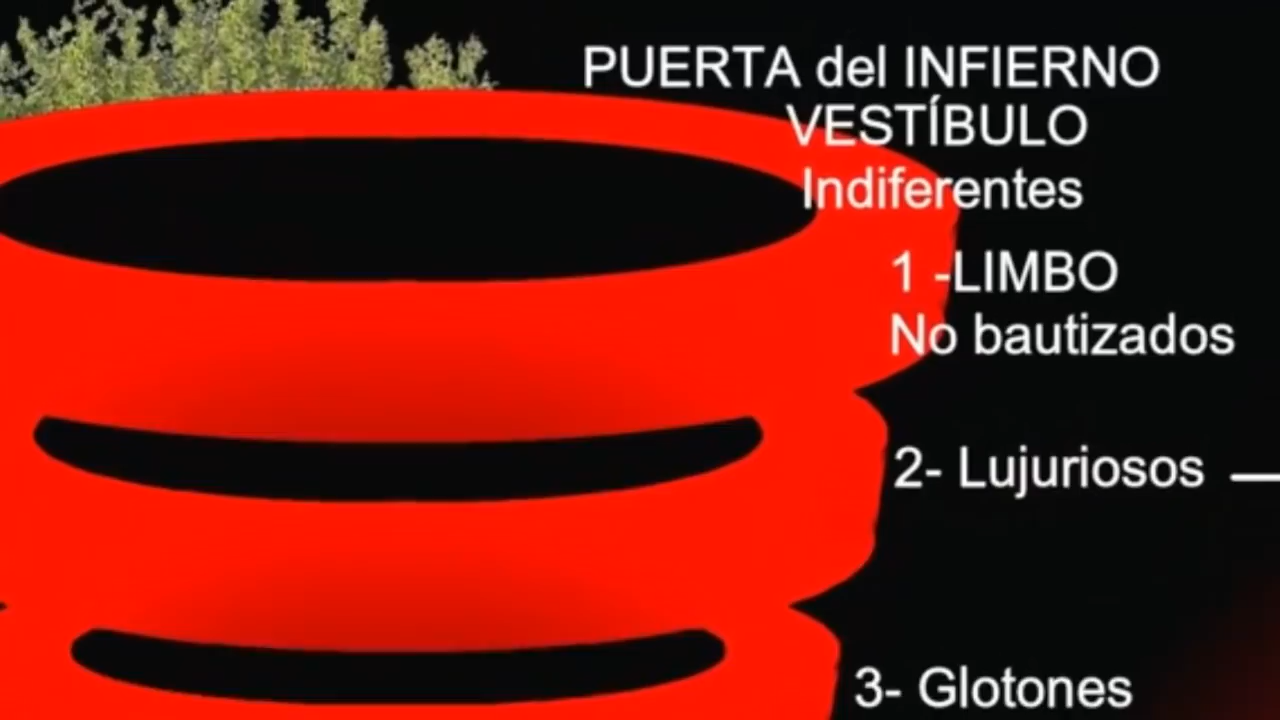 PUERTA del INFIERNO
VESTÍBULO
Indiferentes
1 -LIMBO
No bautizados
2- Lujuriosos
3- Glotones